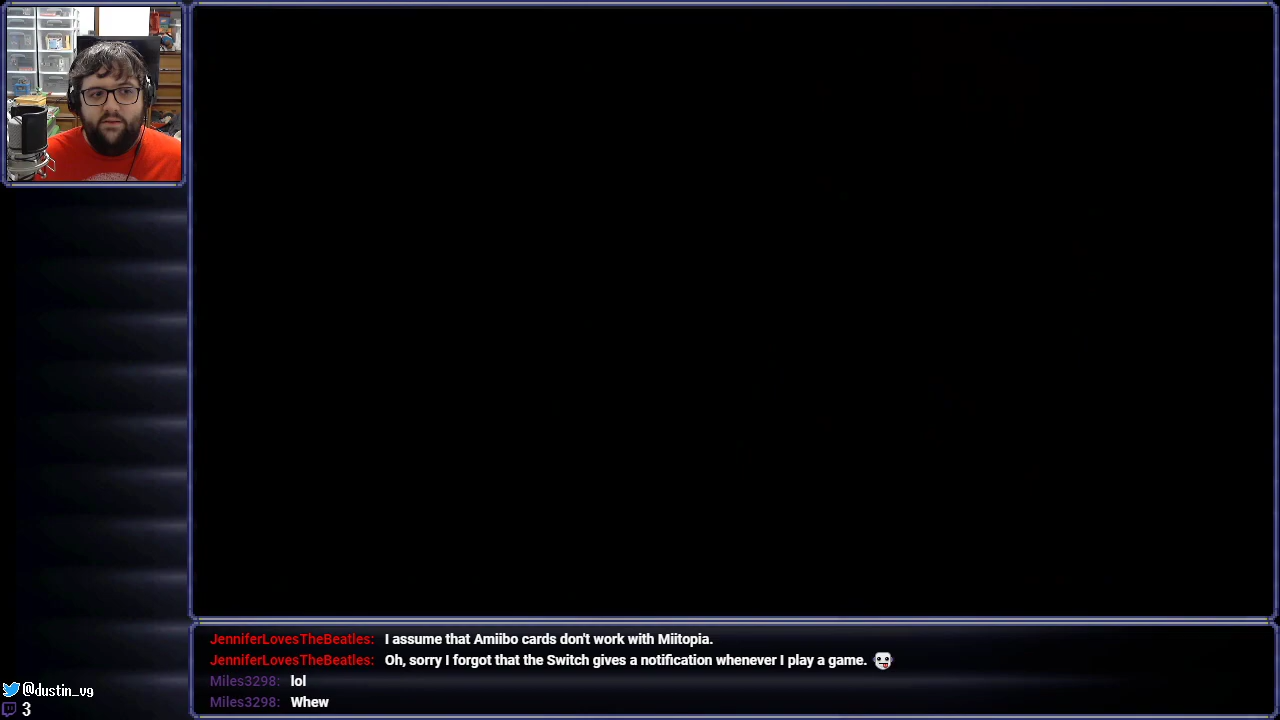 JenniferLovesTheBeatles: I assume that Amiibo cards don't work with Miitopia.
JenniferLovesTheBeatles: Oh, sorry I forgot that the Switch gives a notification whenever I play a game.
Miles3298: lol
Miles3298: Whew
@dustin_vg
3